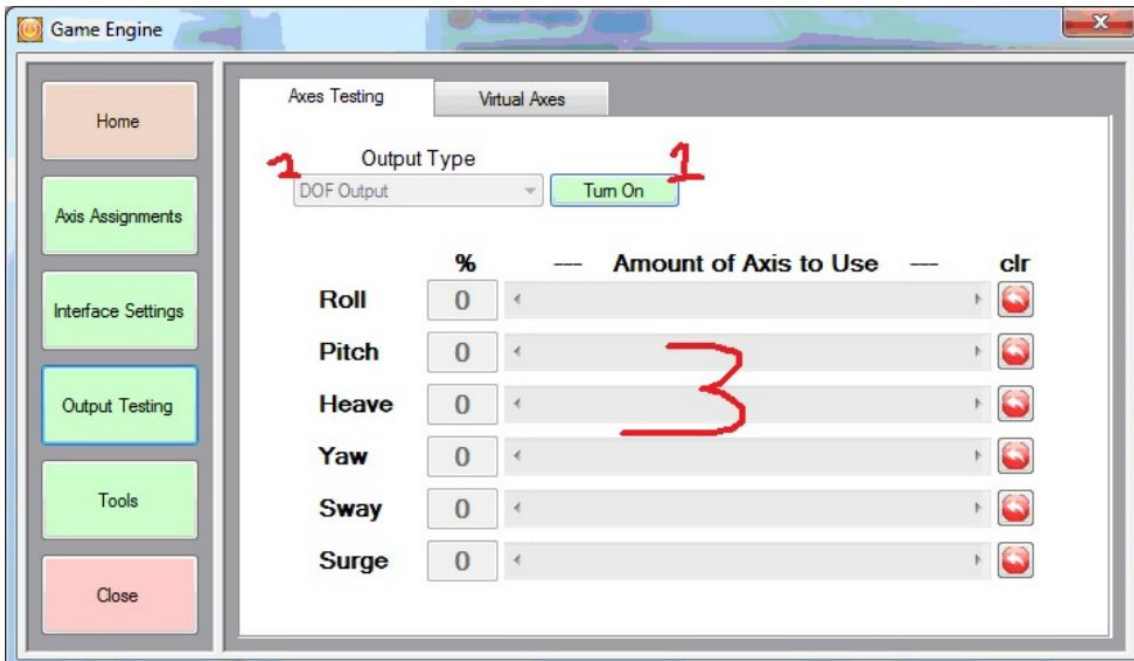 Game Engine
Home
Axis Assignments
Interface Settings
Output Testing
Tools
Close
Axes Testing Virtual Axes
Output Type
1 DOF Output Turn On 1
% --- Amount of Axis to Use --- clr
Roll 0
Pitch 0
Heave 0
3
Yaw 0
Sway 0
Surge 0